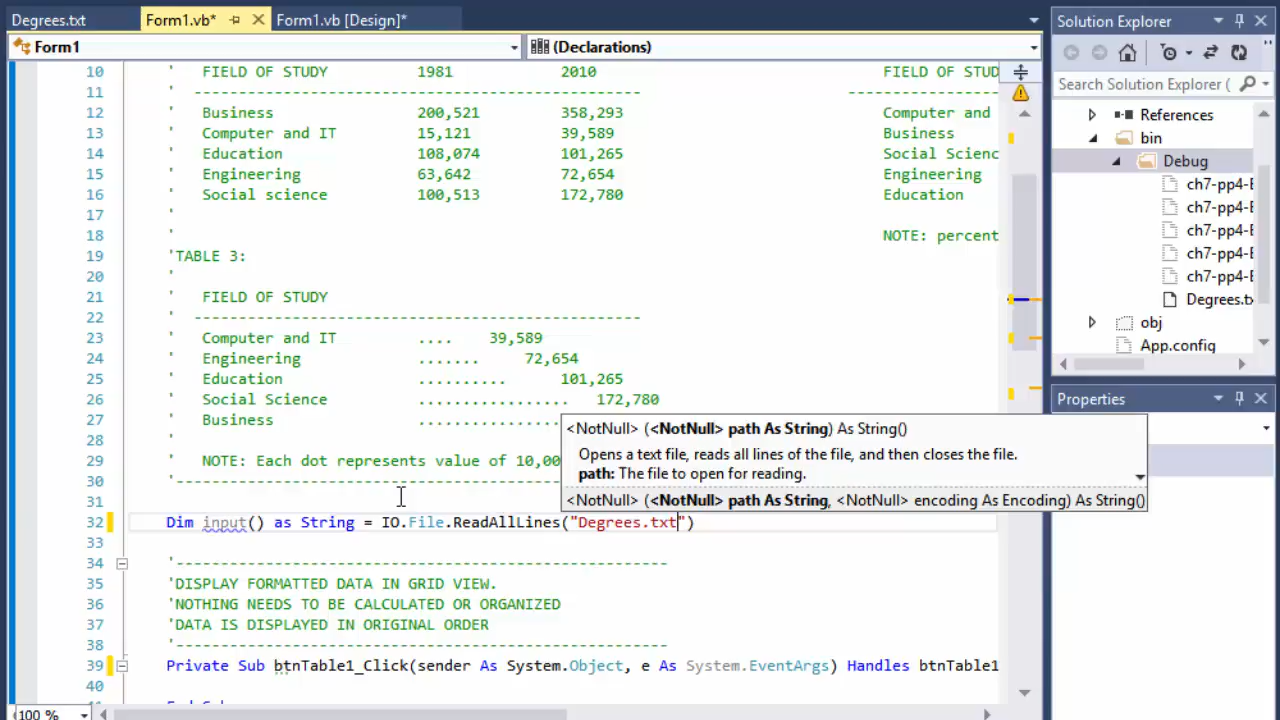 Degrees.txt Form1.vb* Form1.vb [Design]*
Form1 (Declarations)
10 ' FIELD OF STUDY 1981 2010 FIELD OF STUD
11 ' --------------------------------------------------- -----------------
12 ' Business 200,521 358,293 Computer and
13 ' Computer and IT 15,121 39,589 Business
14 ' Education 108,074 101,265 Social Scienc
15 ' Engineering 63,642 72,654 Engineering
16 ' Social science 100,513 172,780 Education
17 '
18 ' NOTE: percent
19 'TABLE 3:
20 '
21 ' FIELD OF STUDY
22 ' ---------------------------------------------------
23 ' Computer and IT .... 39,589
24 ' Engineering ....... 72,654
25 ' Education .......... 101,265
26 ' Social Science ................. 172,780
27 ' Business ................
28 '
29 ' NOTE: Each dot represents value of 10,00
30 '-------------------------------------------
31
32 Dim input() as String = IO.File.ReadAllLines("Degrees.txt")
33
34 '-------------------------------------------------------
35 'DISPLAY FORMATTED DATA IN GRID VIEW.
36 'NOTHING NEEDS TO BE CALCULATED OR ORGANIZED
37 'DATA IS DISPLAYED IN ORIGINAL ORDER
38 '-------------------------------------------------------
39 Private Sub btnTable1_Click(sender As System.Object, e As System.EventArgs) Handles btnTable1
40
<NotNull> (<NotNull> path As String) As String()
Opens a text file, reads all lines of the file, and then closes the file.
path: The file to open for reading.
<NotNull> (<NotNull> path As String, <NotNull> encoding As Encoding) As String()
100 %
Solution Explorer
Search Solution Explorer (
References
bin
Debug
ch7-pp4-E
ch7-pp4-E
ch7-pp4-E
ch7-pp4-E
ch7-pp4-E
Degrees.tx
obj
App.config
Properties